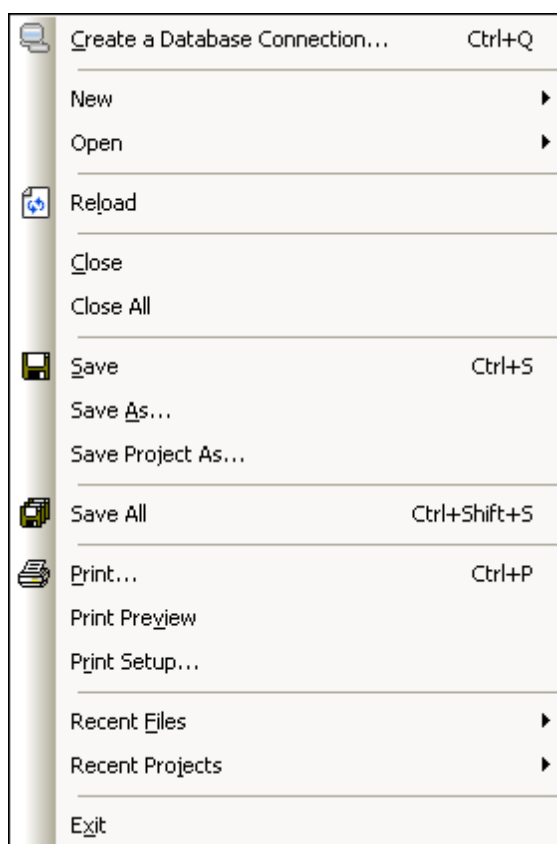 Create a Database Connection... Ctrl+Q
New
Open
Reload
Close
Close All
Save Ctrl+S
Save As...
Save Project As...
Save All Ctrl+Shift+S
Print... Ctrl+P
Print Preview
Print Setup...
Recent Files
Recent Projects
Exit